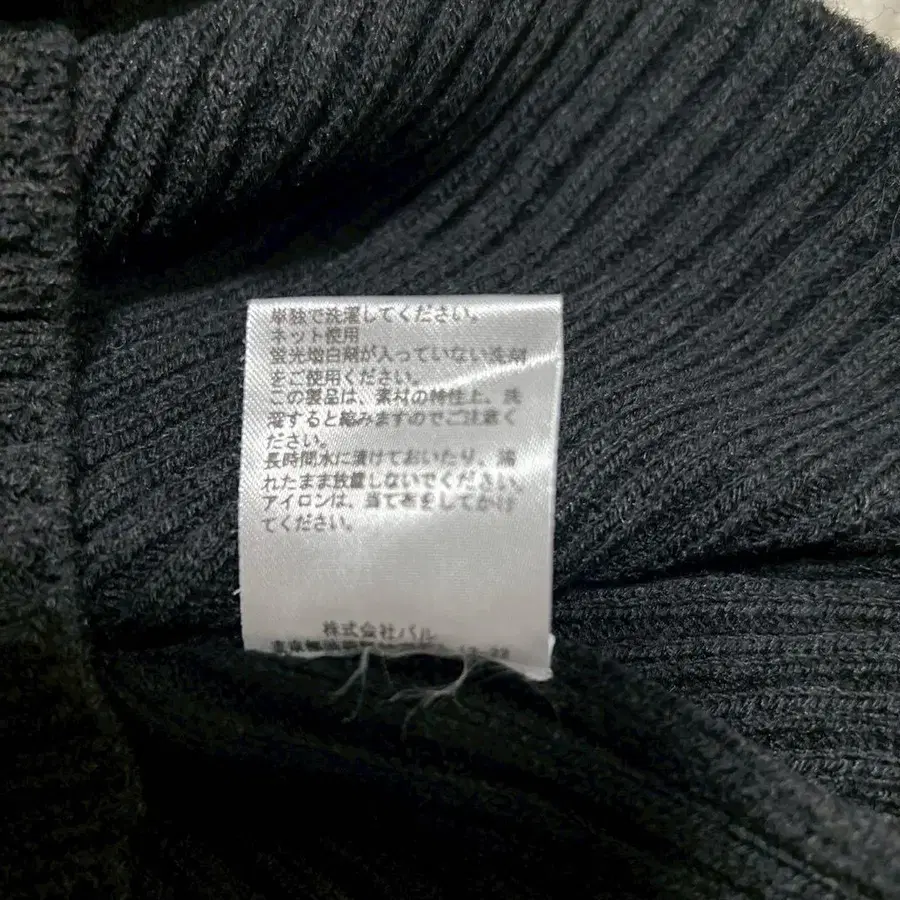 単独で洗濯してください。
ネット使用
蛍光増白剤が入っていない洗剤
をご使用ください。
この製品は、素材の特性上、洗
濯すると縮みますのでご注意く
ださい。
長時間水に漬けておいたり、濡
れたまま放置しないでください。
アイロンは、当て布をしてかけ
てください。
株式会社パル
東京都